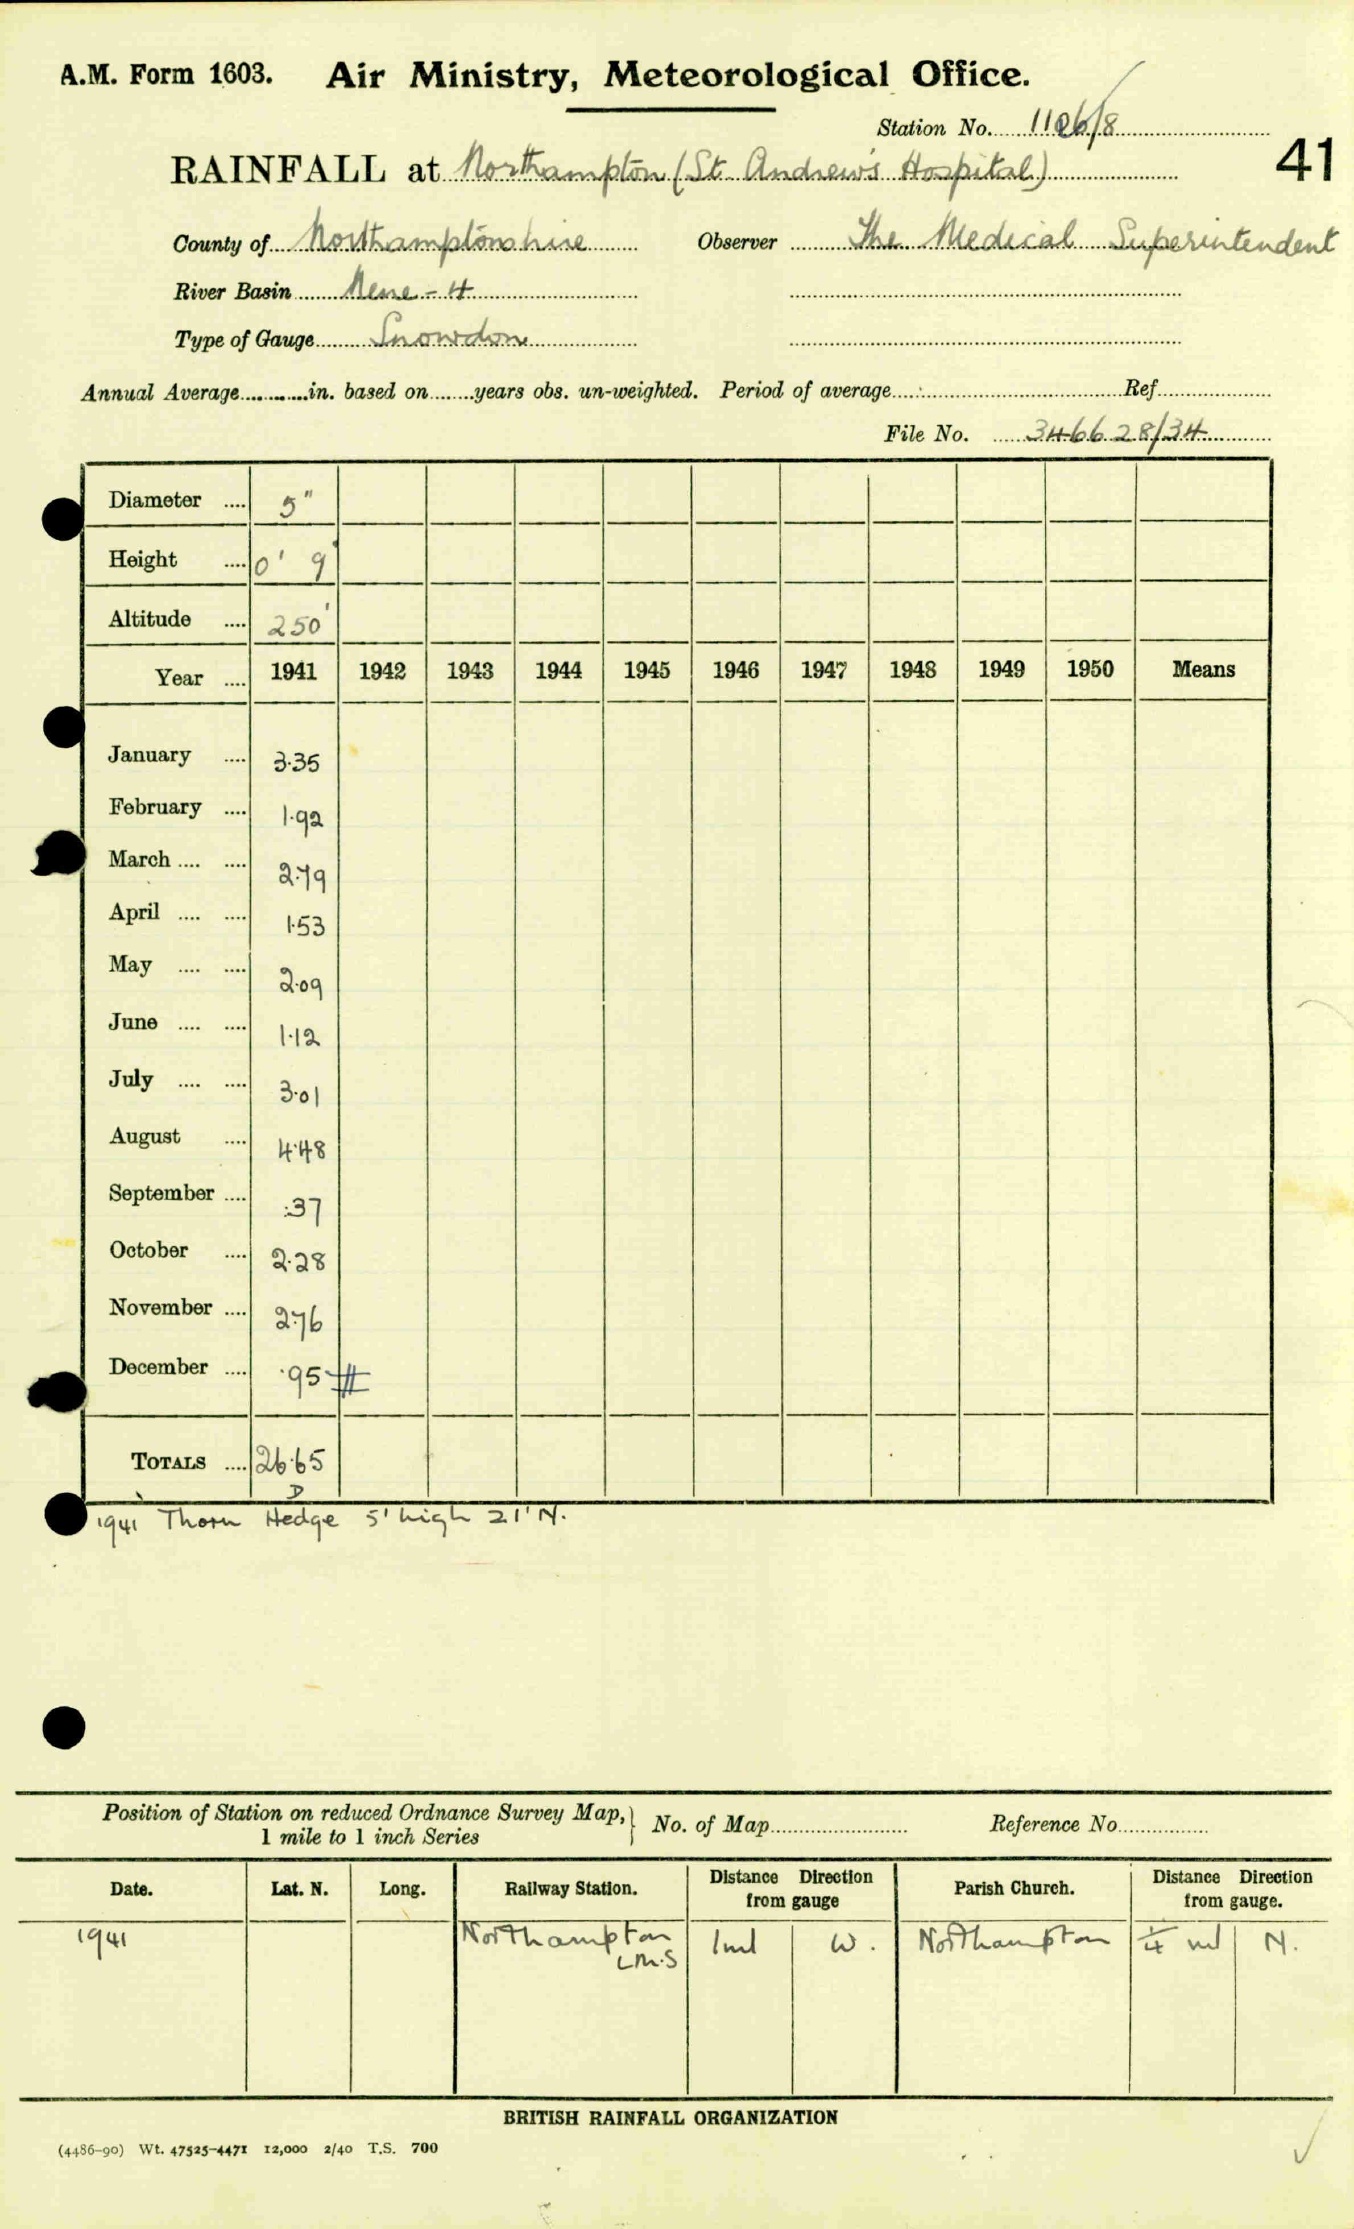 A.M. Form 1603. Air Ministry, Meteorological Office.
Station No. 1106/8
41
RAINFALL at Northampton (St. Andrew's Hospital)
County of Northamptonshire Observer The Medical Superintendent
River Basin Nene - 4
Type of Gauge Snowdon
Annual Average in. based on years obs. un-weighted. Period of average Ref
File No. 346628/34
Diameter 5"
Height 0' 9"
Altitude 250'
Year 1941 1942 1943 1944 1945 1946 1947 1948 1949 1950 Means
January 3.35
February 1.92
March 2.79
April 1.53
May 2.09
June 1.12
July 3.01
August 4.48
September .37
October 2.28
November 2.76
December .95 #
TOTALS 26.65
D
1941 Thorn Hedge 5' high 21' N.
Position of Station on reduced Ordnance Survey Map, 1 mile to 1 inch Series } No. of Map Reference No
Date. Lat. N. Long. Railway Station. Distance Direction from gauge Parish Church. Distance Direction from gauge.
1941 Northampton L.M.S 1 ml W. Northampton 1/4 ml N.
BRITISH RAINFALL ORGANIZATION
(4486-90) Wt. 47525-4471 12,000 2/40 T.S. 700